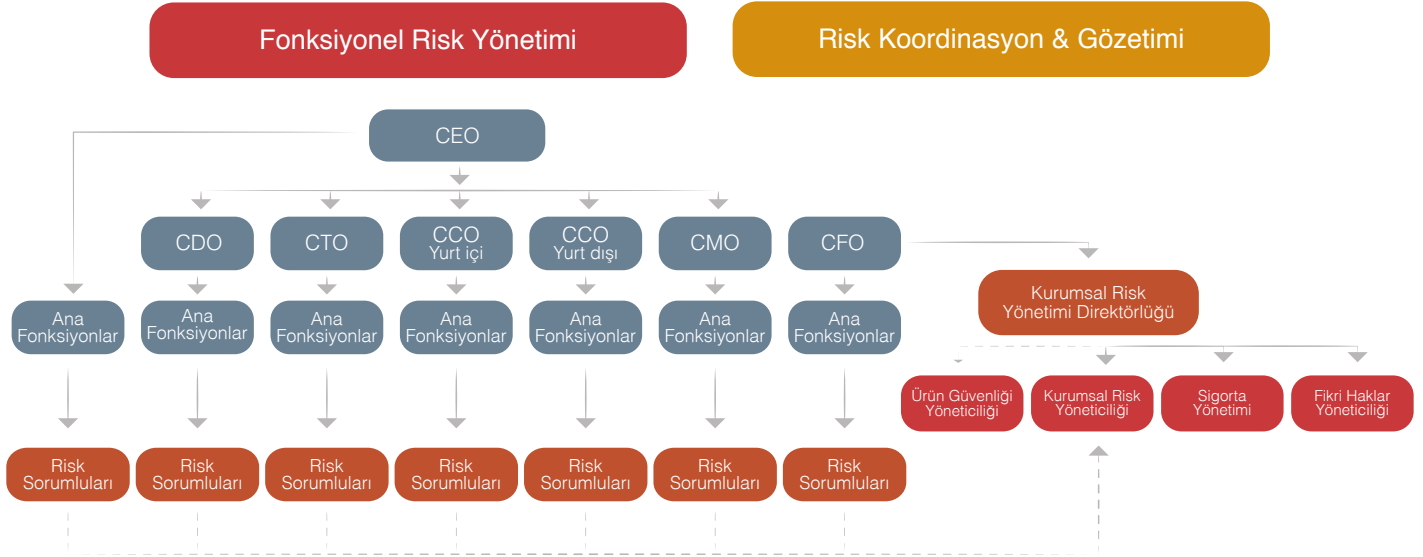 Fonksiyonel Risk Yönetimi
Risk Koordinasyon & Gözetimi
CEO
CDO
CTO
CCO
Yurt içi
CCO
Yurt dışı
CMO
CFO
Kurumsal Risk
Yönetimi Direktörlüğü
Ana
Fonksiyonlar
Ana
Fonksiyonlar
Ana
Fonksiyonlar
Ana
Fonksiyonlar
Ana
Fonksiyonlar
Ana
Fonksiyonlar
Ana
Fonksiyonlar
Ürün Güvenliği
Yöneticiliği
Kurumsal Risk
Yöneticiliği
Sigorta
Yönetimi
Fikri Haklar
Yöneticiliği
Risk
Sorumluları
Risk
Sorumluları
Risk
Sorumluları
Risk
Sorumluları
Risk
Sorumluları
Risk
Sorumluları
Risk
Sorumluları